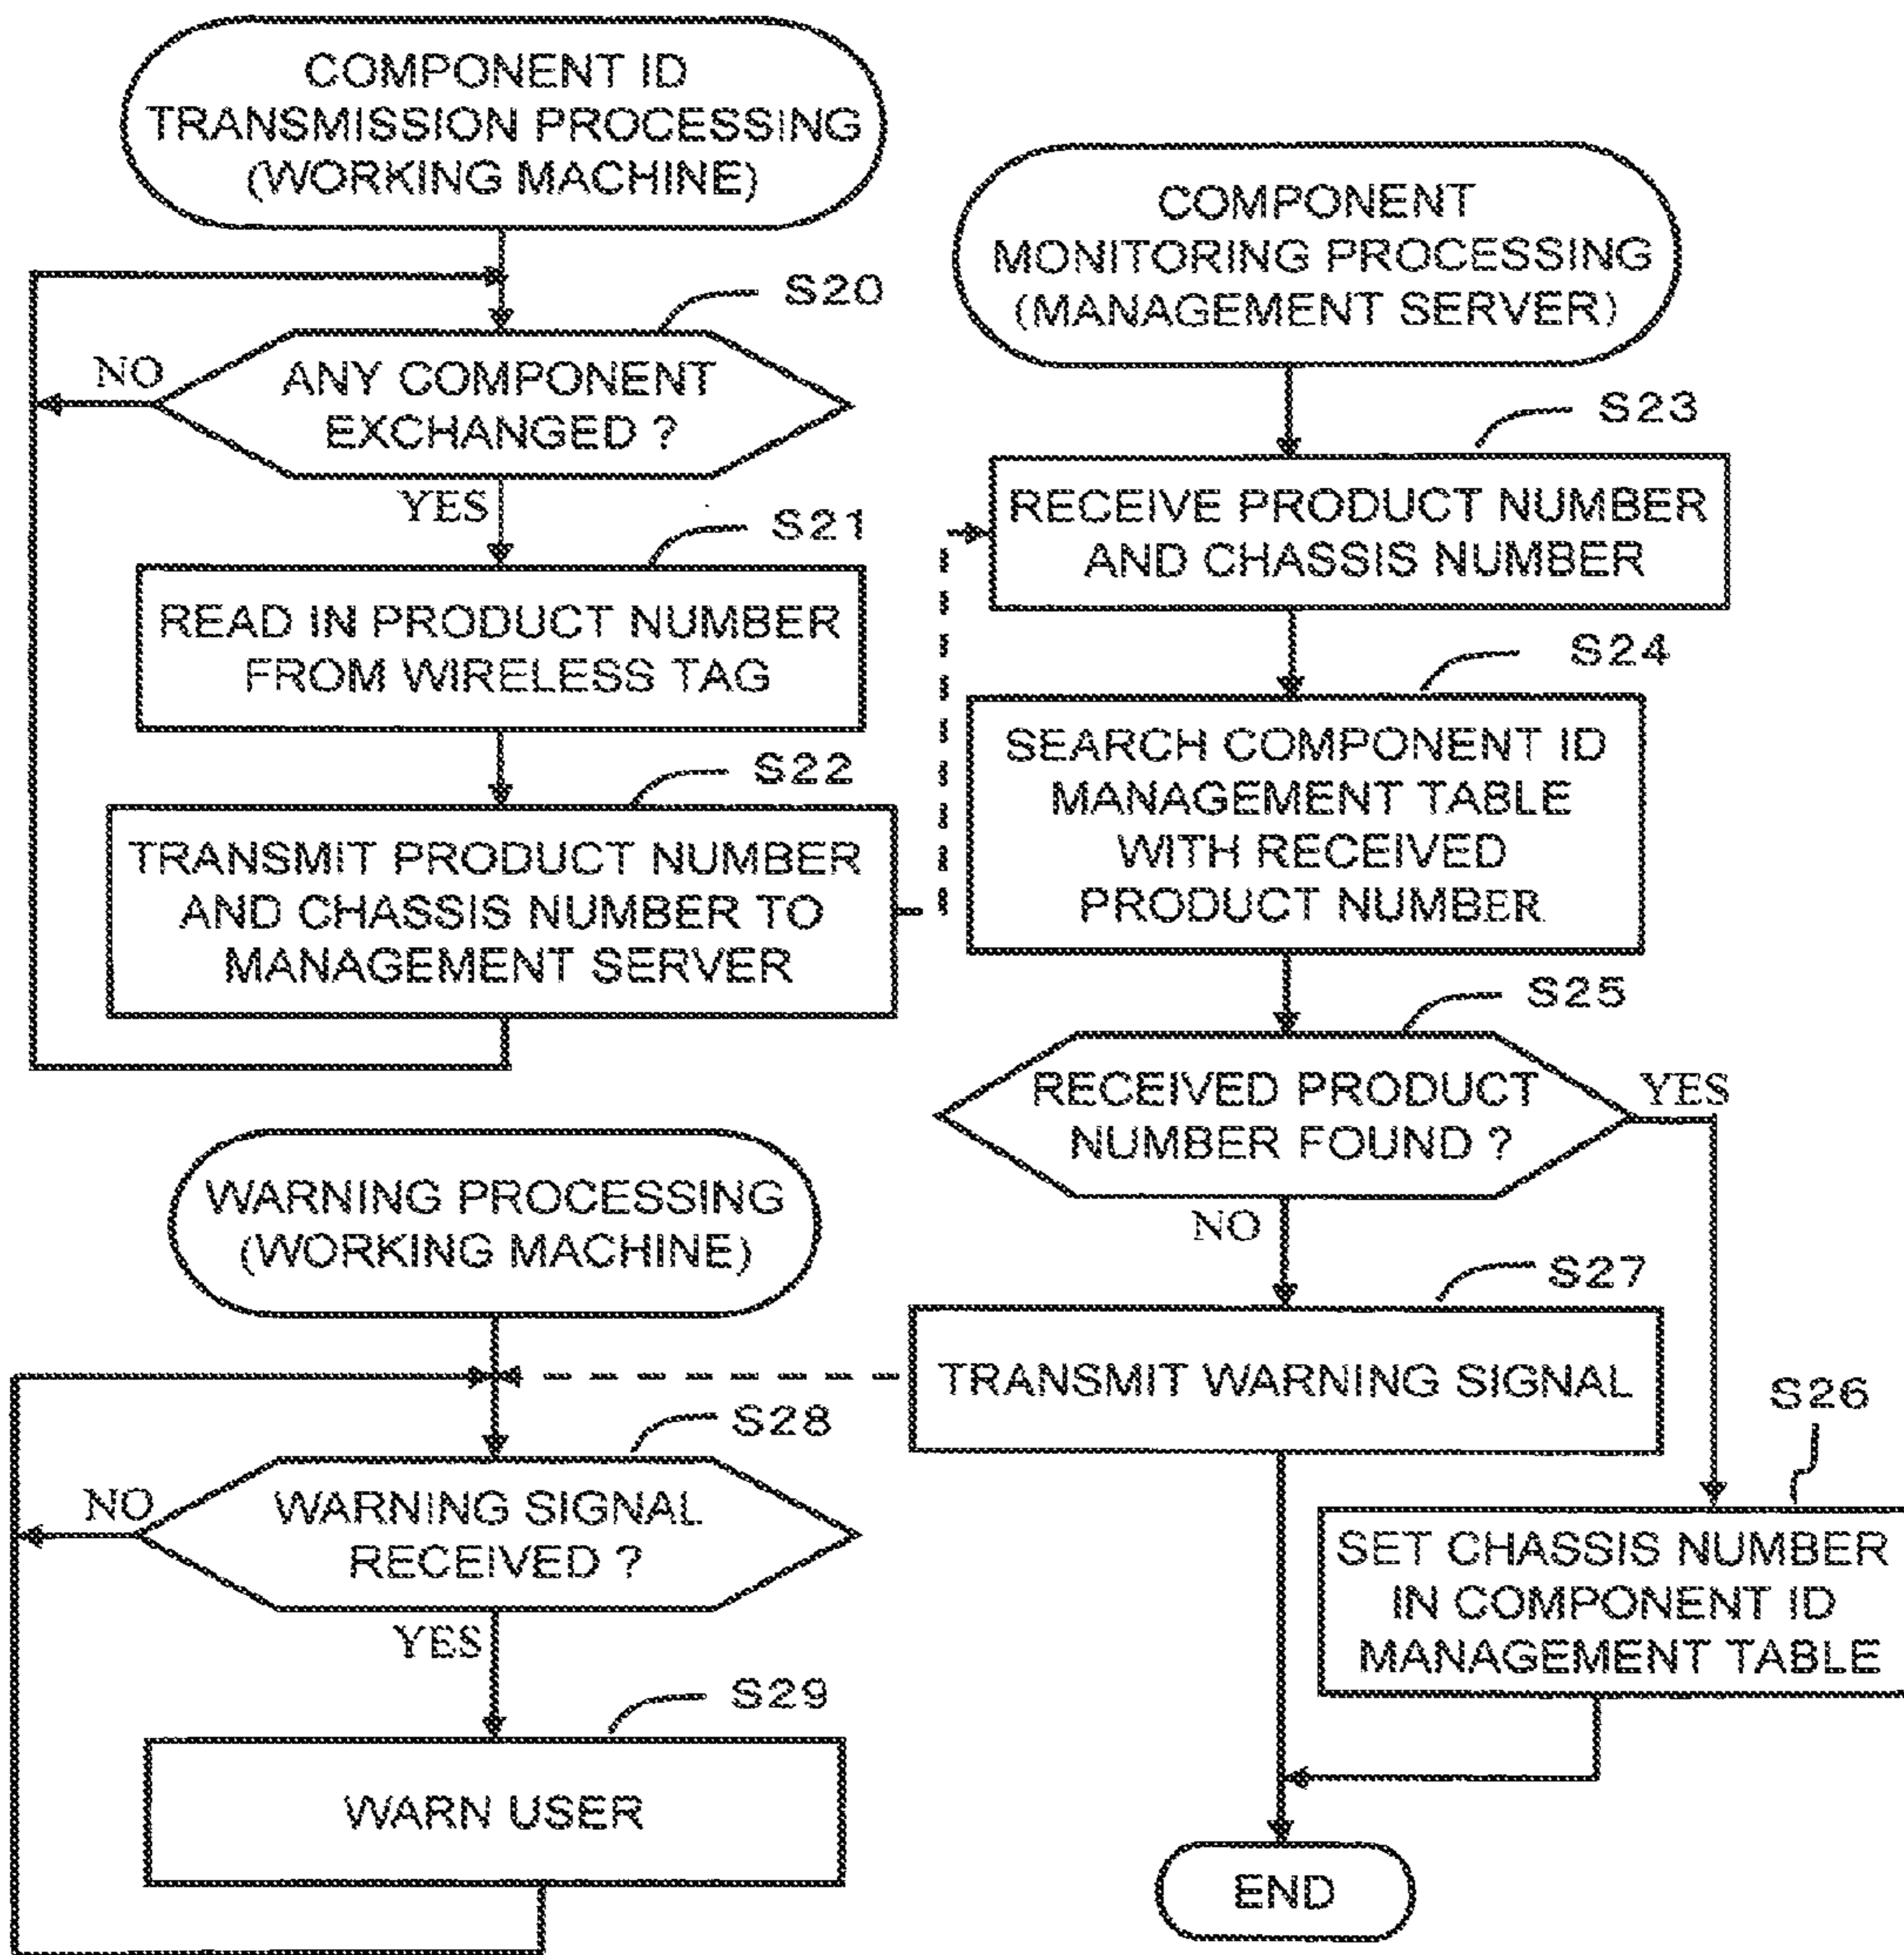 COMPONENT ID
TRANSMISSION PROCESSING
(WORKING MACHINE)
S20
NO
ANY COMPONENT
EXCHANGED ?
YES
S21
READ IN PRODUCT NUMBER
FROM WIRELESS TAG
S22
TRANSMIT PRODUCT NUMBER
AND CHASSIS NUMBER TO
MANAGEMENT SERVER
COMPONENT
MONITORING PROCESSING
(MANAGEMENT SERVER)
S23
RECEIVE PRODUCT NUMBER
AND CHASSIS NUMBER
S24
SEARCH COMPONENT ID
MANAGEMENT TABLE
WITH RECEIVED
PRODUCT NUMBER
S25
RECEIVED PRODUCT
NUMBER FOUND ?
YES
NO
S27
TRANSMIT WARNING SIGNAL
S26
SET CHASSIS NUMBER
IN COMPONENT ID
MANAGEMENT TABLE
END
WARNING PROCESSING
(WORKING MACHINE)
S28
NO
WARNING SIGNAL
RECEIVED ?
YES
S29
WARN USER